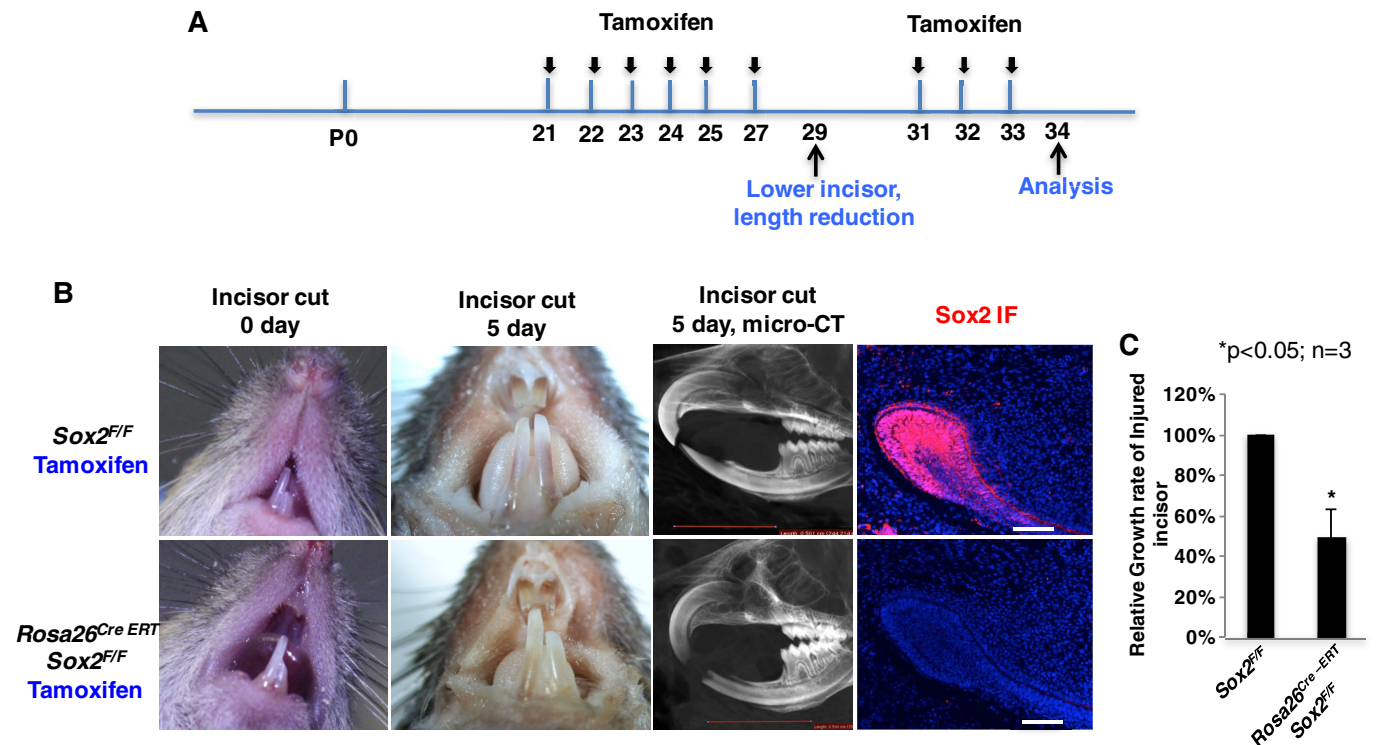 A
Tamoxifen
Tamoxifen
P0
21
22
23
24
25
27
29
31
32
33
34
Lower incisor,
length reduction
Analysis
B
Incisor cut
0 day
Incisor cut
5 day
Incisor cut
5 day, micro-CT
Sox2 IF
Sox2F/F
Tamoxifen
Rosa26Cre ERT
Sox2F/F
Tamoxifen
C
*p<0.05; n=3
Relative Growth rate of Injured
incisor
120%
100%
80%
60%
40%
20%
0%
*
Sox2F/F
Rosa26Cre-ERT
Sox2F/F